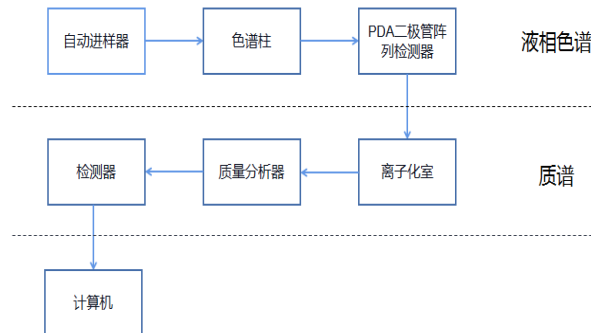 自动进样器
色谱柱
PDA二极管阵
列检测器
液相色谱
检测器
质量分析器
离子化室
质谱
计算机